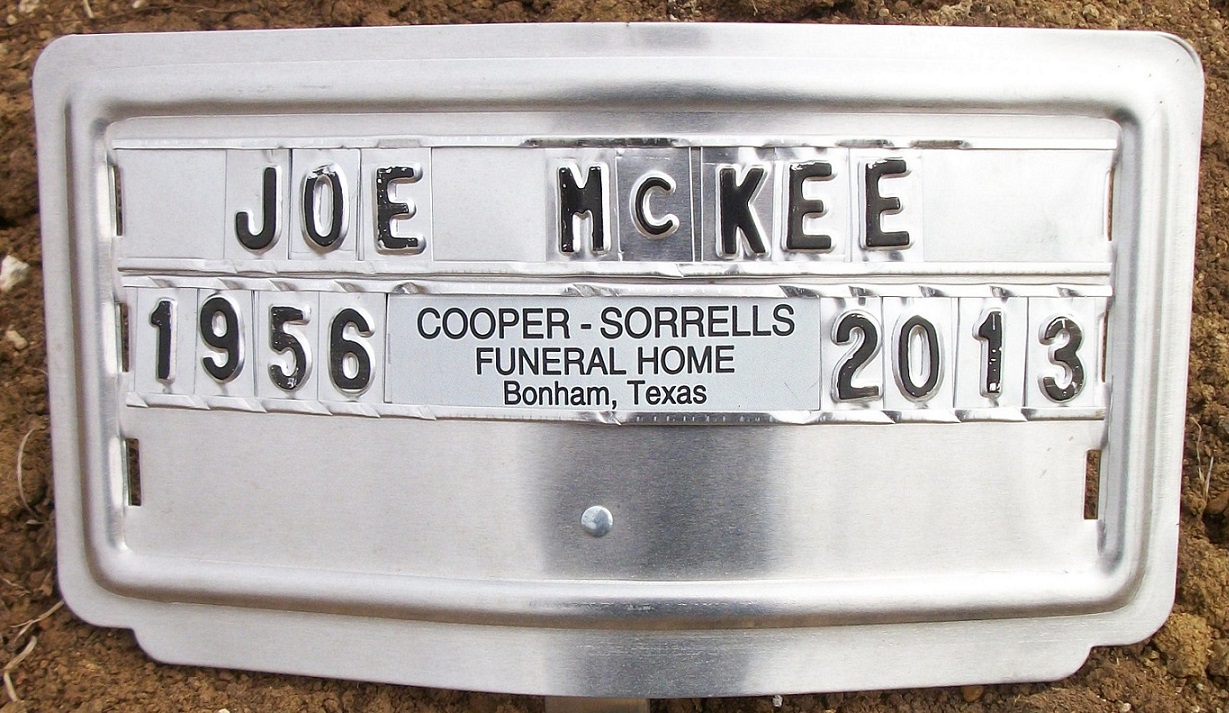 JOE McKEE
1956 COOPER - SORRELLS 2013
FUNERAL HOME
Bonham, Texas